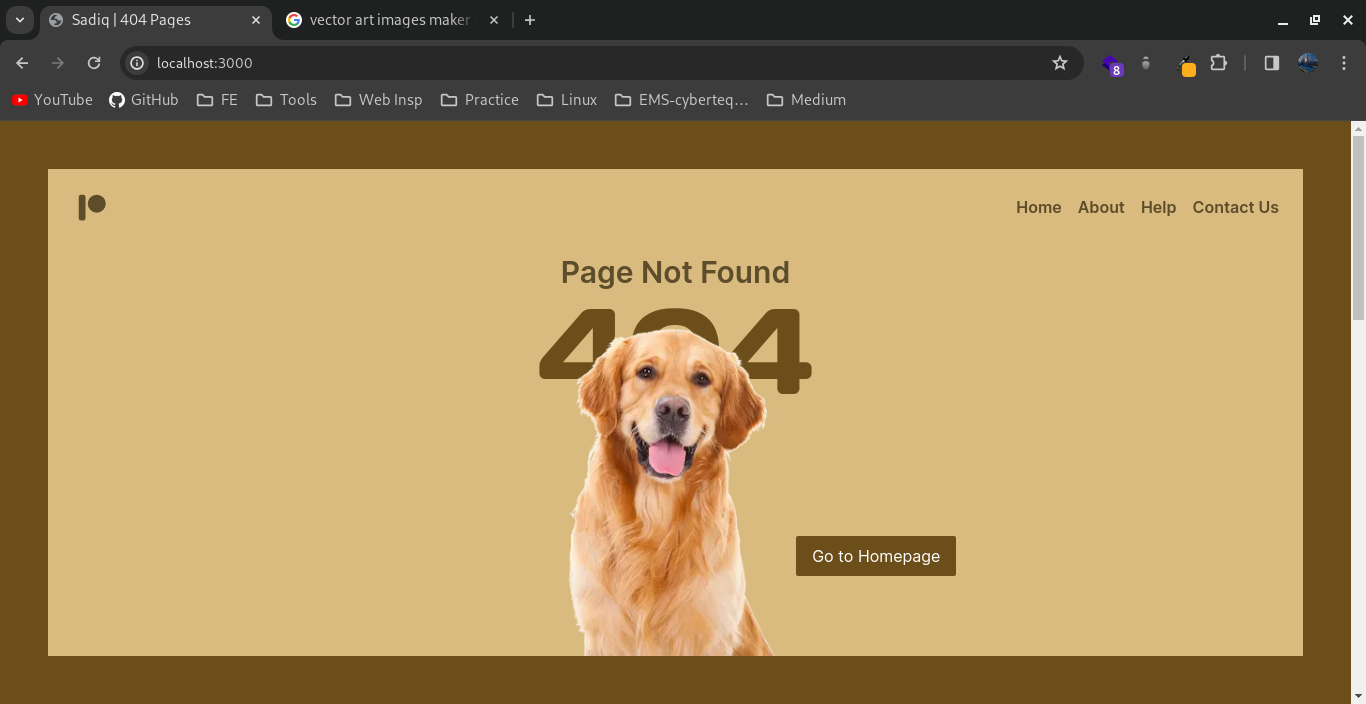 Sadiq | 404 Pages
vector art images maker
localhost:3000
8
YouTube
GitHub
FE
Tools
Web Insp
Practice
Linux
EMS-cyberteq...
Medium
Home
About
Help
Contact Us
Page Not Found
404
Go to Homepage